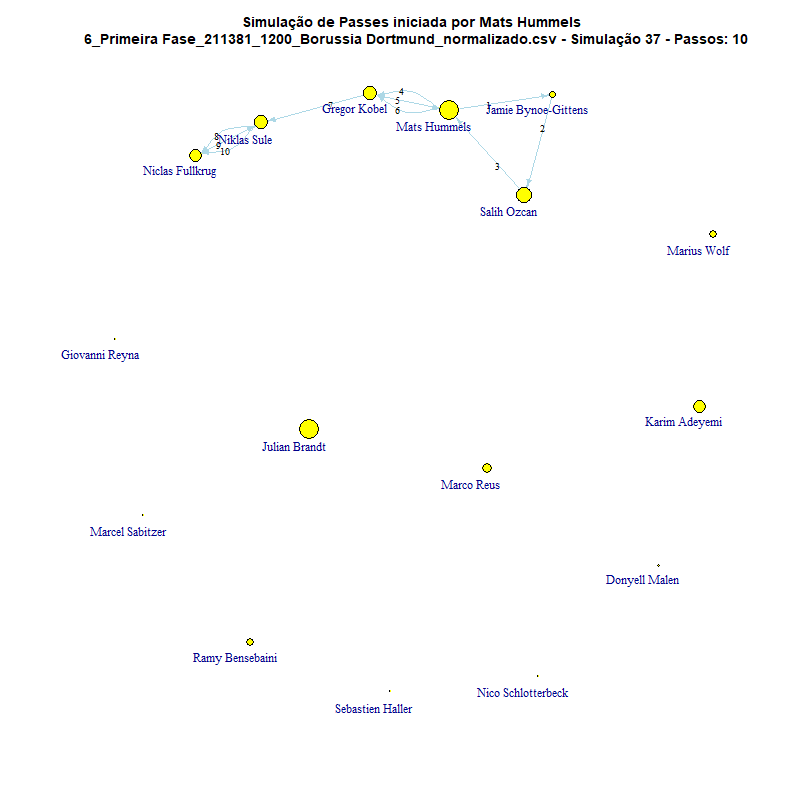 Simulação de Passes iniciada por Mats Hummels
6_Primeira Fase_211381_1200_Borussia Dortmund_normalizado.csv - Simulação 37 - Passos: 10
4
5
6
7
1
Gregor Kobel
Jamie Bynoe-Gittens
Mats Hummels
2
8
Niklas Sule
9
10
3
Niclas Fullkrug
Salih Ozcan
Marius Wolf
Giovanni Reyna
Karim Adeyemi
Julian Brandt
Marco Reus
Marcel Sabitzer
Donyell Malen
Ramy Bensebaini
Nico Schlotterbeck
Sebastien Haller